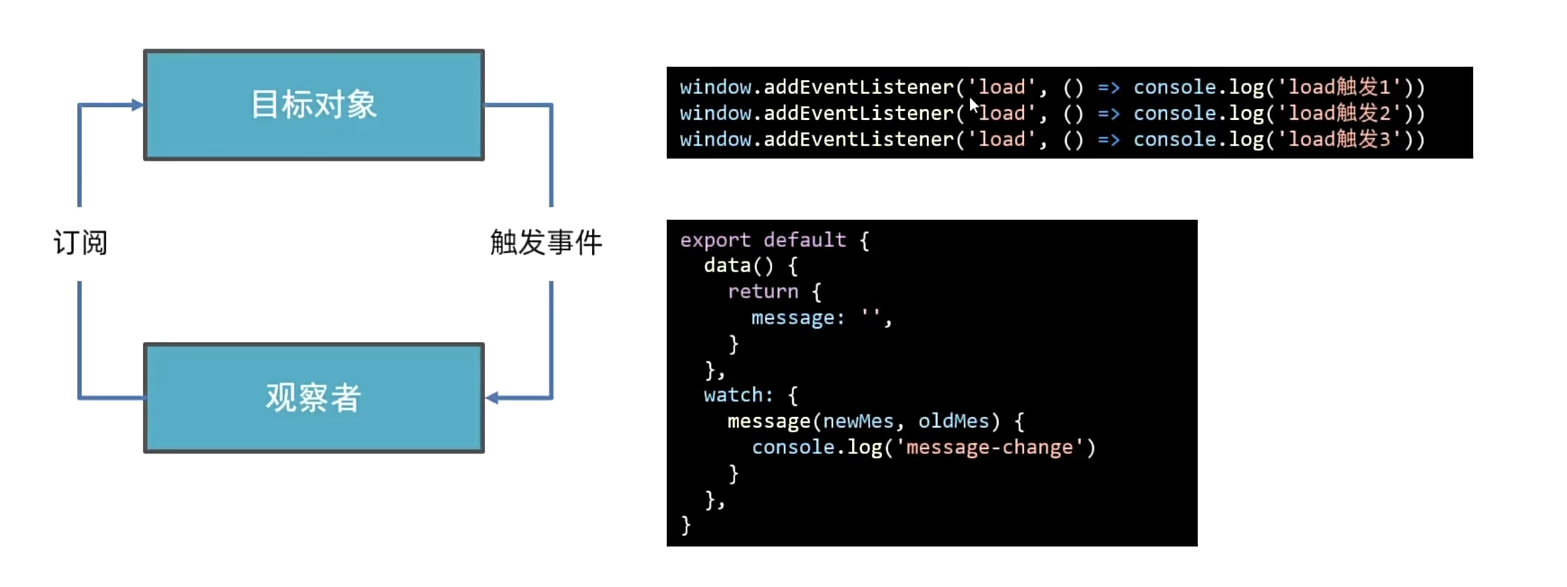 目标对象
订阅
触发事件
观察者
window.addEventListener('load', () => console.log('load触发1'))
window.addEventListener('load', () => console.log('load触发2'))
window.addEventListener('load', () => console.log('load触发3'))
export default {
  data() {
    return {
      message: '',
    }
  },
  watch: {
    message(newMes, oldMes) {
      console.log('message-change')
    }
  },
}